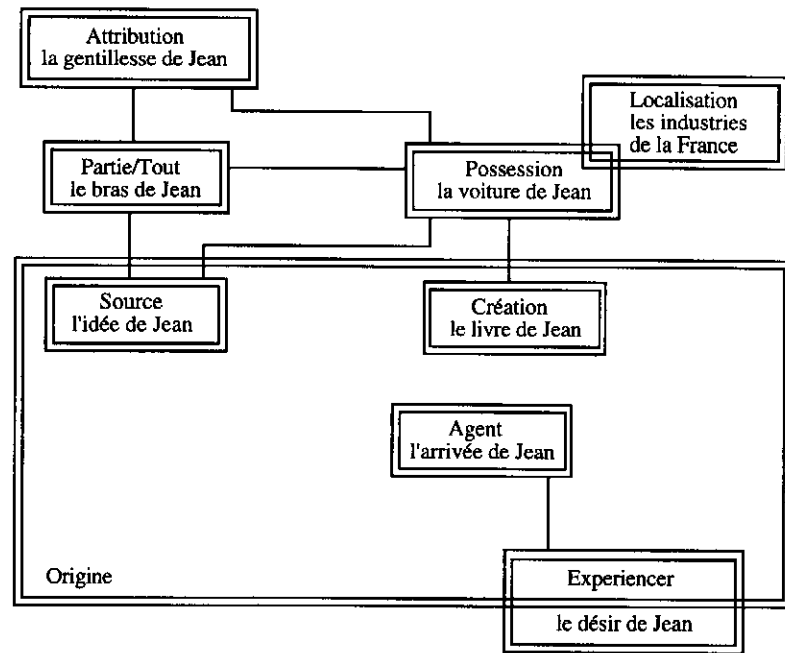 Attribution
la gentillesse de Jean
Localisation
les industries
de la France
Partie/Tout
le bras de Jean
Possession
la voiture de Jean
Source
l'idée de Jean
Création
le livre de Jean
Agent
l'arrivée de Jean
Origine
Experiencer
le désir de Jean